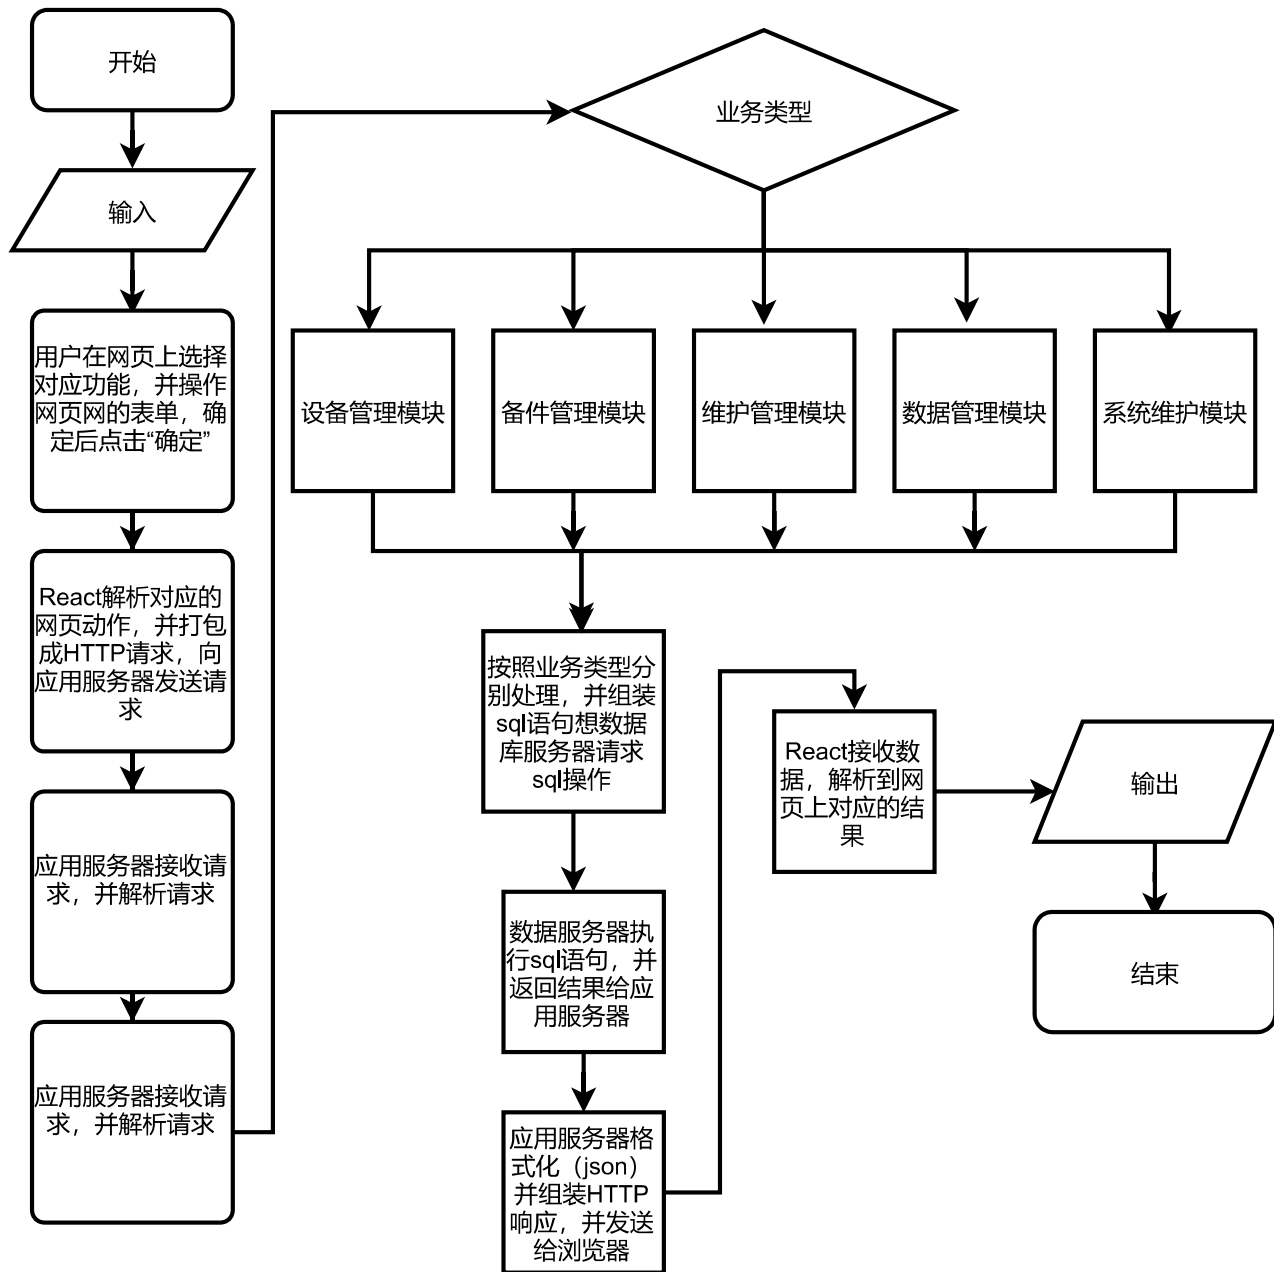 开始
输入
用户在网页上选择
对应功能，并操作
网页网的表单，确
定后点击“确定”
React解析对应的
网页动作，并打包
成HTTP请求，向
应用服务器发送请
求
应用服务器接收请
求，并解析请求
应用服务器接收请
求，并解析请求
业务类型
设备管理模块
备件管理模块
维护管理模块
数据管理模块
系统维护模块
按照业务类型分
别处理，并组装
sql语句想数据
库服务器请求
sql操作
数据服务器执
行sql语句，并
返回结果给应
用服务器
应用服务器格
式化（json）
并组装HTTP
响应，并发送
给浏览器
React接收数
据，解析到网
页上对应的结
果
输出
结束